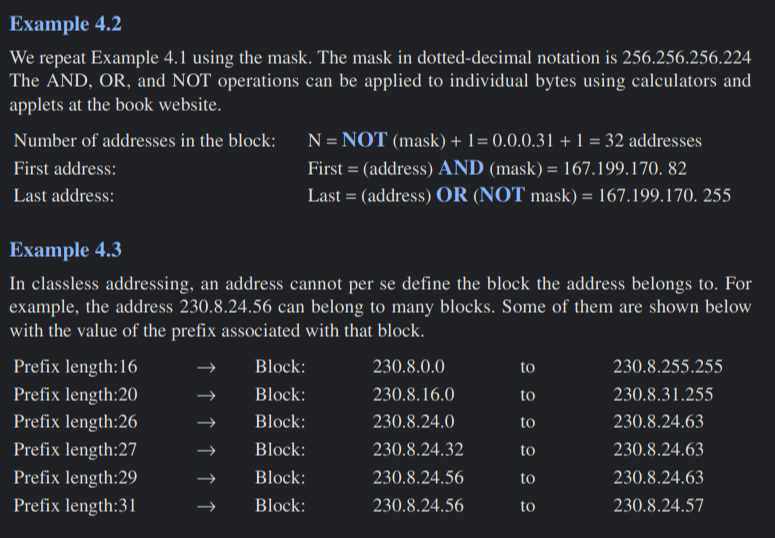 Example 4.2
We repeat Example 4.1 using the mask. The mask in dotted-decimal notation is 256.256.256.224
The AND, OR, and NOT operations can be applied to individual bytes using calculators and
applets at the book website.
Number of addresses in the block: N = NOT (mask) + 1= 0.0.0.31 + 1 = 32 addresses
First address: First = (address) AND (mask) = 167.199.170. 82
Last address: Last = (address) OR (NOT mask) = 167.199.170. 255
Example 4.3
In classless addressing, an address cannot per se define the block the address belongs to. For
example, the address 230.8.24.56 can belong to many blocks. Some of them are shown below
with the value of the prefix associated with that block.
Prefix length:16 → Block: 230.8.0.0 to 230.8.255.255
Prefix length:20 → Block: 230.8.16.0 to 230.8.31.255
Prefix length:26 → Block: 230.8.24.0 to 230.8.24.63
Prefix length:27 → Block: 230.8.24.32 to 230.8.24.63
Prefix length:29 → Block: 230.8.24.56 to 230.8.24.63
Prefix length:31 → Block: 230.8.24.56 to 230.8.24.57